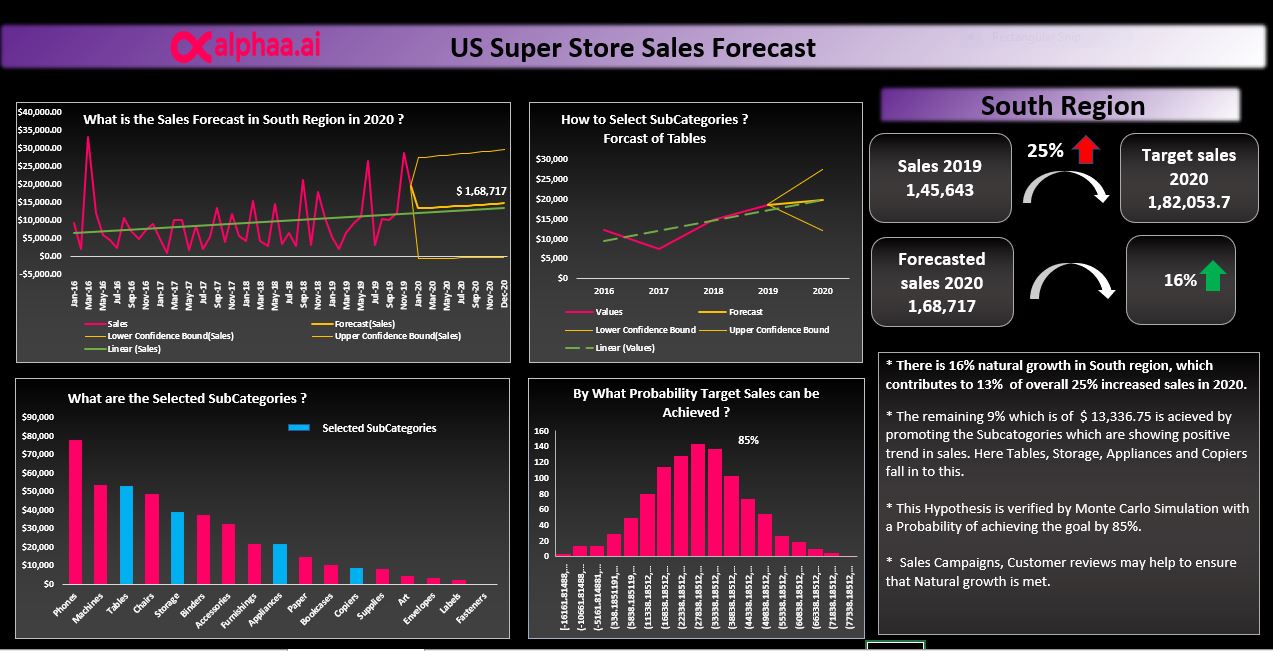 alphaa.ai
US Super Store Sales Forecast
What is the Sales Forecast in South Region in 2020 ?
$40,000.00
$35,000.00
$30,000.00
$25,000.00
$20,000.00
$15,000.00
$10,000.00
$5,000.00
$0.00
-$5,000.00
$ 1,68,717
Jan-16
Mar-16
May-16
Jul-16
Sep-16
Nov-16
Jan-17
Mar-17
May-17
Jul-17
Sep-17
Nov-17
Jan-18
Mar-18
May-18
Jul-18
Sep-18
Nov-18
Jan-19
Mar-19
May-19
Jul-19
Sep-19
Nov-19
Jan-20
Mar-20
May-20
Jul-20
Sep-20
Nov-20
Dec-20
Sales
Forecast(Sales)
Lower Confidence Bound(Sales)
Upper Confidence Bound(Sales)
Linear (Sales)
How to Select SubCategories ?
Forcast of Tables
$30,000
$25,000
$20,000
$15,000
$10,000
$5,000
$0
2016
2017
2018
2019
2020
Values
Forecast
Lower Confidence Bound
Upper Confidence Bound
Linear (Values)
South Region
Sales 2019
1,45,643
25%
Target sales
2020
1,82,053.7
Forecasted
sales 2020
1,68,717
16%
What are the Selected SubCategories ?
Selected SubCategories
$90,000
$80,000
$70,000
$60,000
$50,000
$40,000
$30,000
$20,000
$10,000
$0
Phones
Machines
Tables
Chairs
Storage
Binders
Accessories
Furnishings
Appliances
Paper
Bookcases
Copiers
Supplies
Art
Envelopes
Labels
Fasteners
By What Probability Target Sales can be
Achieved ?
85%
160
140
120
100
80
60
40
20
0
[-16161.81488,...
(-10661.81488,...
(-5161.814881,...
(338.1851191,...
(5838.185119,...
(11338.18512,...
(16838.18512,...
(22338.18512,...
(27838.18512,...
(33338.18512,...
(38838.18512,...
(44338.18512,...
(49838.18512,...
(55338.18512,...
(60838.18512,...
(66338.18512,...
(71838.18512,...
(77338.18512,...
* There is 16% natural growth in South region, which
contributes to 13% of overall 25% increased sales in 2020.
* The remaining 9% which is of $ 13,336.75 is acieved by
promoting the Subcatogories which are showing positive
trend in sales. Here Tables, Storage, Appliances and Copiers
fall in to this.
* This Hypothesis is verified by Monte Carlo Simulation with
a Probability of achieving the goal by 85%.
* Sales Campaigns, Customer reviews may help to ensure
that Natural growth is met.